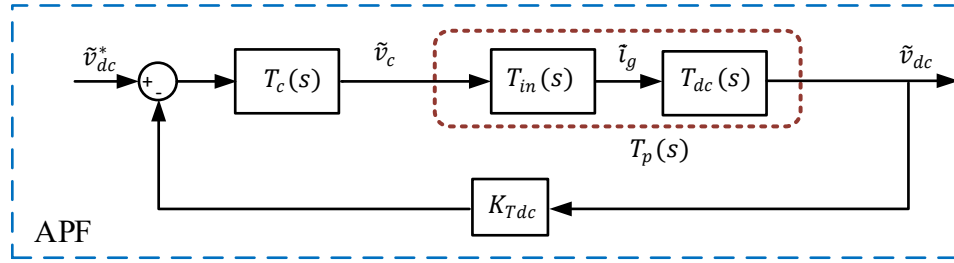 ṽ*dc
+
-
Tc(s)
ṽc
Tin(s)
ĩg
Tdc(s)
ṽdc
Tp(s)
KTdc
APF